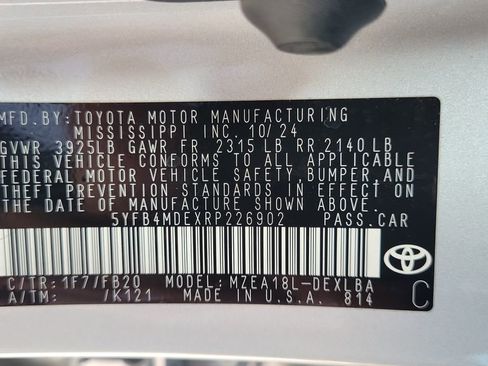 MFD. BY: TOYOTA MOTOR MANUFACTURING
MISSISSIPPI INC. 10/24
GVWR 3925LB GAWR FR 2315 LB RR 2140 LB
THIS VEHICLE CONFORMS TO ALL APPLICABLE
FEDERAL MOTOR VEHICLE SAFETY, BUMPER, AND
THEFT PREVENTION STANDARDS IN EFFECT ON
THE DATE OF MANUFACTURE SHOWN ABOVE.
5YFB4MDEXRP226902 PASS. CAR
C/TR: 1F7/FB20 MODEL: MZEA18L-DEXLBA
A/TM: /K121 MADE IN U.S.A. 814
C